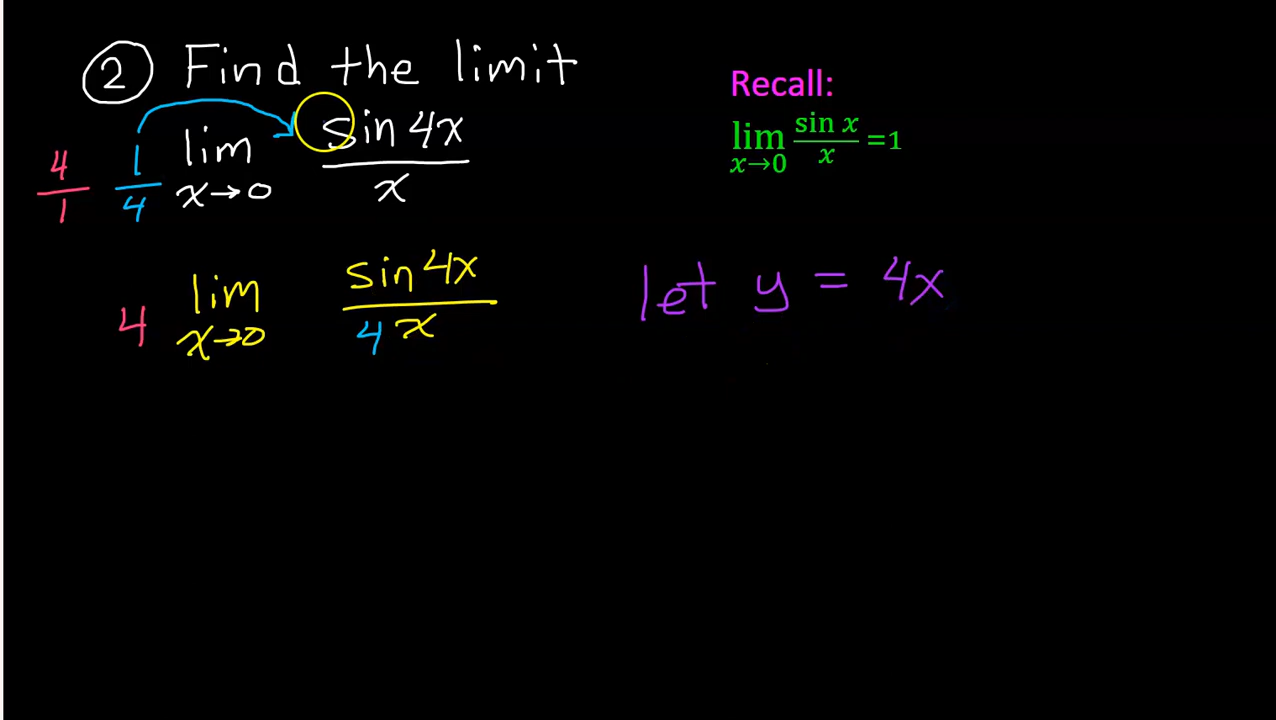 ② Find the limit
Recall:
4/1 1/4 lim x→0 sin 4x / x
lim x→0 sin x / x =1
4 lim x→0 sin 4x / 4x
let y = 4x